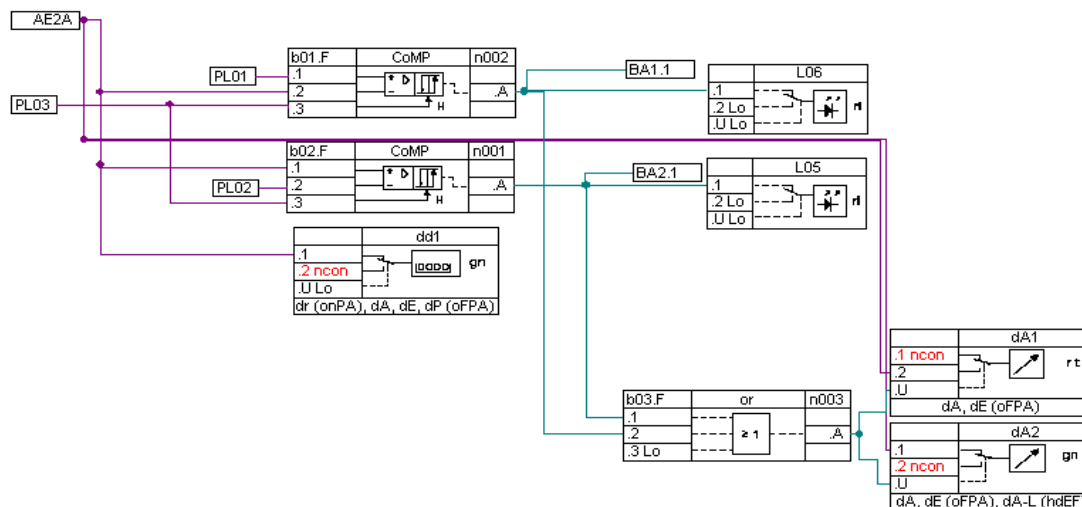 AE2A
b01.F CoMP n002
PL01 .1
.2 .A
PL03 .3 H
BA1.1
L06
.1
.2 Lo rl
.U Lo
b02.F CoMP n001
.1
PL02 .2 .A
.3 H
BA2.1
L05
.1
.2 Lo rl
.U Lo
dd1
.1 gn
.2 ncon
.U Lo
dr (onPA), dA, dE, dP (oFPA)
dA1
.1 ncon rt
.2
.U
dA, dE (oFPA)
b03.F or n003
.1
.2 ≥ 1 .A
.3 Lo
dA2
.1 gn
.2 ncon
.U
dA, dE (oFPA), dA-L (hdEF)